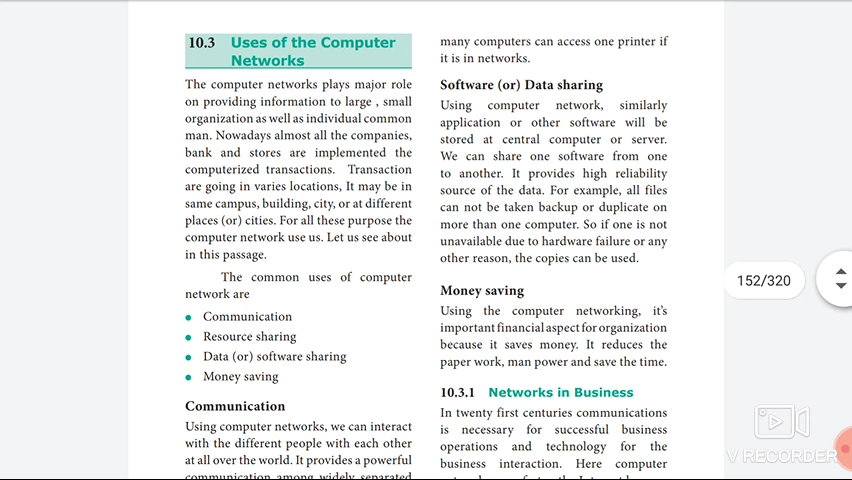 10.3 Uses of the Computer
Networks
The computer networks plays major role
on providing information to large , small
organization as well as individual common
man. Nowadays almost all the companies,
bank and stores are implemented the
computerized transactions. Transaction
are going in varies locations, It may be in
same campus, building, city, or at different
places (or) cities. For all these purpose the
computer network use us. Let us see about
in this passage.
The common uses of computer
network are
• Communication
• Resource sharing
• Data (or) software sharing
• Money saving
Communication
Using computer networks, we can interact
with the different people with each other
at all over the world. It provides a powerful
communication among widely separated
many computers can access one printer if
it is in networks.
Software (or) Data sharing
Using computer network, similarly
application or other software will be
stored at central computer or server.
We can share one software from one
to another. It provides high reliability
source of the data. For example, all files
can not be taken backup or duplicate on
more than one computer. So if one is not
unavailable due to hardware failure or any
other reason, the copies can be used.
Money saving
Using the computer networking, it's
important financial aspect for organization
because it saves money. It reduces the
paper work, man power and save the time.
10.3.1 Networks in Business
In twenty first centuries communications
is necessary for successful business
operations and technology for the
business interaction. Here computer
152/320
V RECORDER